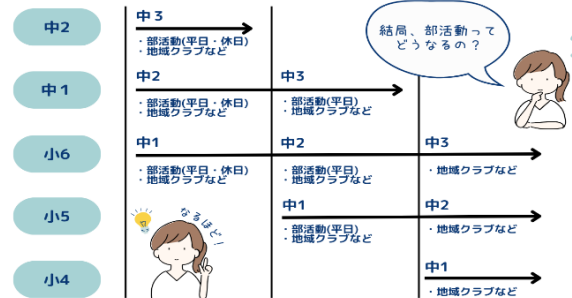 中2
中3
・部活動(平日・休日)
・地域クラブなど
結局、部活動って
どうなるの？
中1
中2
・部活動(平日・休日)
・地域クラブなど
中3
・部活動(平日)
・地域クラブなど
小6
中1
・部活動(平日・休日)
・地域クラブなど
中2
・部活動(平日)
・地域クラブなど
中3
・地域クラブなど
小5
なるほど！
中1
・部活動(平日)
・地域クラブなど
中2
・地域クラブなど
小4
中1
・地域クラブなど